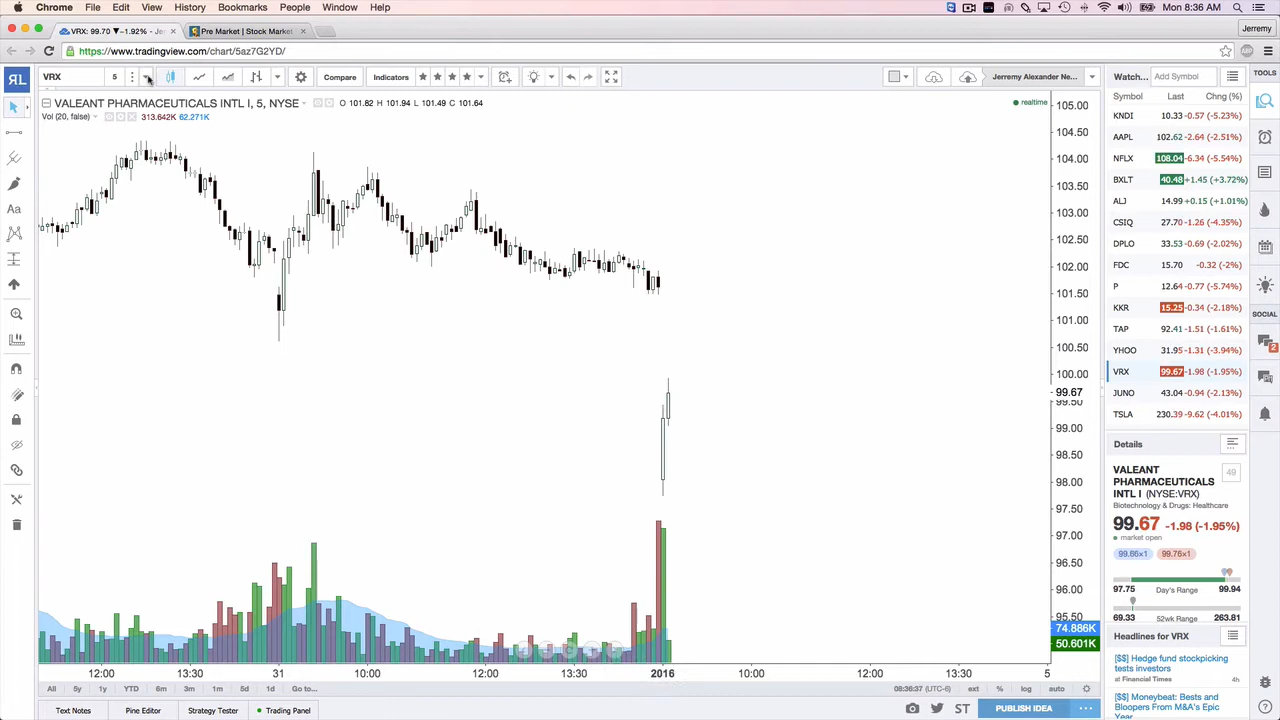 Chrome File Edit View History Bookmarks People Window Help
Mon 8:36 AM
VRX: 99.70 ▼−1.92% - Je
Pre Market | Stock Market
Jeremy
https://www.tradingview.com/chart/5az7G2YD/
VRX 5 Compare Indicators Jeremy Alexander Ne...
VALEANT PHARMACEUTICALS INTL I, 5, NYSE O 101.82 H 101.94 L 101.49 C 101.64
Vol (20, false) 313.642K 62.271K
realtime
Aa
105.00
104.50
104.00
103.50
103.00
102.50
102.00
101.50
101.00
100.50
100.00
99.67
99.50
99.00
98.50
98.00
97.50
97.00
96.50
96.00
95.50
74.886K
50.601K
12:00 13:30 31 10:00 12:00 13:30 2016 10:00 12:00 13:30 5
All 5y 1y YTD 6m 3m 1m 5d 1d Go to...
08:36:37 (UTC-6) ext % log auto
Text Notes Pine Editor Strategy Tester Trading Panel
ST PUBLISH IDEA ...
Watch... Add Symbol
Symbol Last Chng (%)
KNDI 10.33 -0.57 (-5.23%)
AAPL 102.62 -2.64 (-2.51%)
NFLX 108.04 -6.34 (-5.54%)
BXLT 40.48 +1.45 (+3.72%)
ALJ 14.99 +0.15 (+1.01%)
CSIQ 27.70 -1.26 (-4.35%)
DPLO 33.53 -0.69 (-2.02%)
FDC 15.70 -0.32 (-2%)
P 12.64 -0.77 (-5.74%)
KKR 15.25 -0.34 (-2.18%)
TAP 92.41 -1.51 (-1.61%)
YHOO 31.95 -1.31 (-3.94%)
VRX 99.67 -1.98 (-1.95%)
JUNO 43.04 -0.94 (-2.13%)
TSLA 230.39 -9.62 (-4.01%)
Details
VALEANT
PHARMACEUTICALS
INTL I (NYSE:VRX)
49
Biotechnology & Drugs: Healthcare
99.67 -1.98 (-1.95%)
market open
99.66×1 99.76×1
97.75 Day's Range 99.94
69.33 52wk Range 263.81
Headlines for VRX
[$$] Hedge fund stockpicking
tests investors
at Financial Times 4h
[$$] Moneybeat: Bests and
Bloopers From M&A's Epic
Year
TOOLS
SOCIAL
2